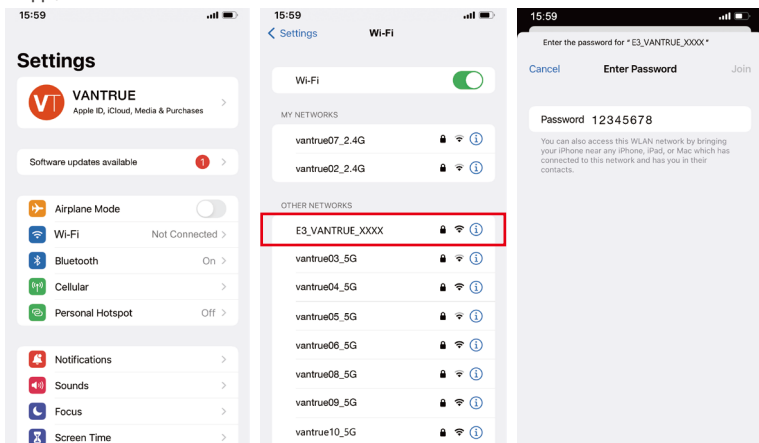 15:59
Settings
VT
VANTRUE
Apple ID, iCloud, Media & Purchases
Software updates available
1
Airplane Mode
Wi-Fi Not Connected
Bluetooth On
Cellular
Personal Hotspot Off
Notifications
Sounds
Focus
Screen Time
15:59
Settings Wi-Fi
Wi-Fi
MY NETWORKS
vantrue07_2.4G
vantrue02_2.4G
OTHER NETWORKS
E3_VANTRUE_XXXX
vantrue03_5G
vantrue04_5G
vantrue05_5G
vantrue06_5G
vantrue08_5G
vantrue09_5G
vantrue10_5G
15:59
Enter the password for "E3_VANTRUE_XXXX"
Cancel Enter Password Join
Password 12345678
You can also access this WLAN network by bringing
your iPhone near any iPhone, iPad, or Mac which has
connected to this network and has you in their
contacts.